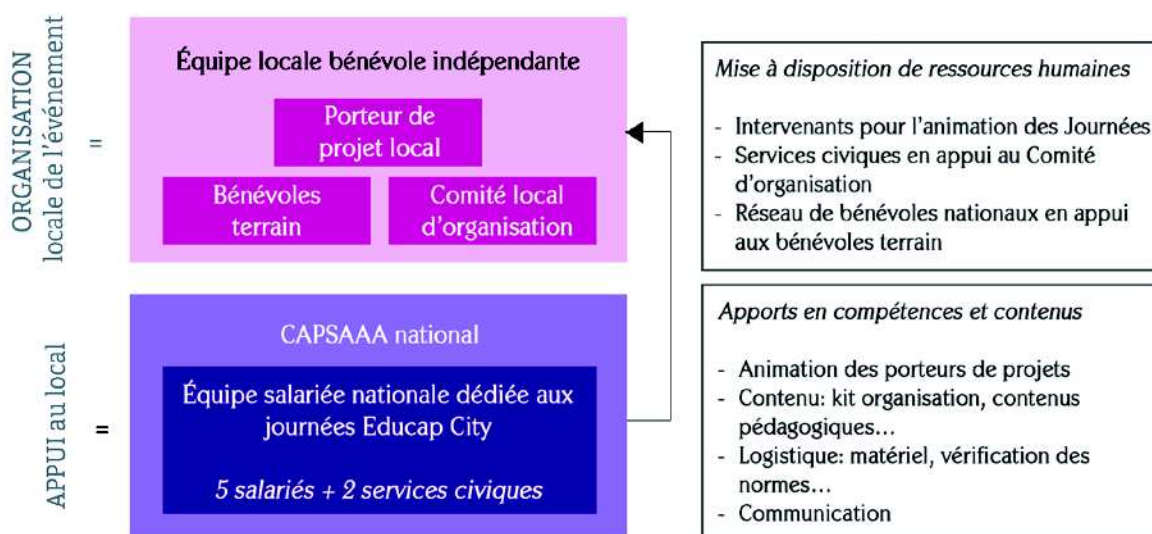 ORGANISATION
locale de l'événement
=
Équipe locale bénévole indépendante
Porteur de
projet local
Bénévoles
terrain
Comité local
d'organisation
Mise à disposition de ressources humaines
- Intervenants pour l'animation des Journées
- Services civiques en appui au Comité
d'organisation
- Réseau de bénévoles nationaux en appui
aux bénévoles terrain
APPUI au local
=
CAPSAAA national
Équipe salariée nationale dédiée aux
journées Educap City
5 salariés + 2 services civiques
Apports en compétences et contenus
- Animation des porteurs de projets
- Contenu: kit organisation, contenus
pédagogiques...
- Logistique: matériel, vérification des
normes...
- Communication